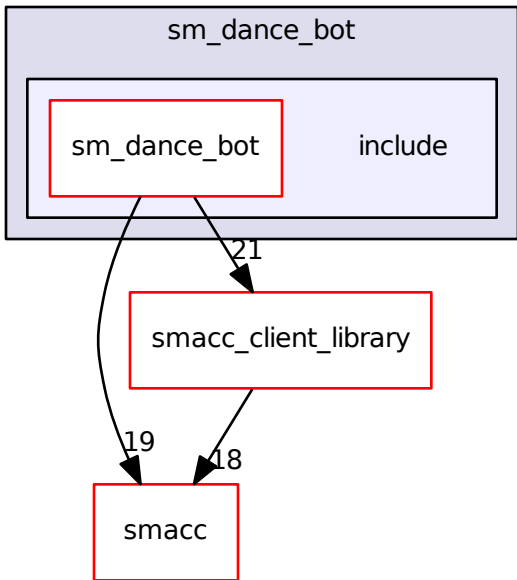 sm_dance_bot
sm_dance_bot
include
21
smacc_client_library
19
18
smacc